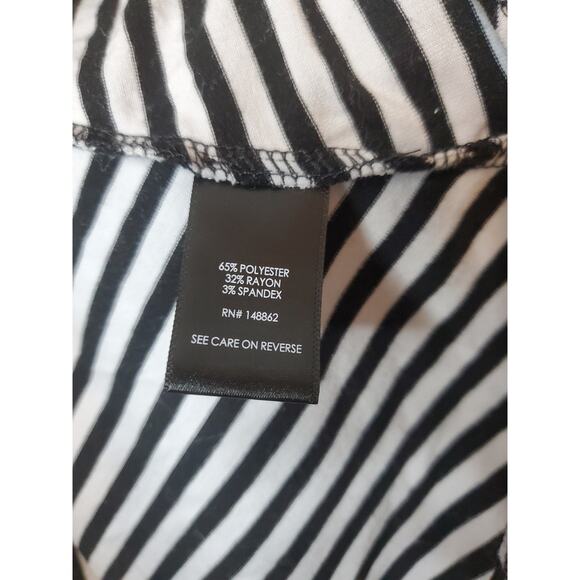 65% POLYESTER
32% RAYON
3% SPANDEX
RN# 148862
SEE CARE ON REVERSE